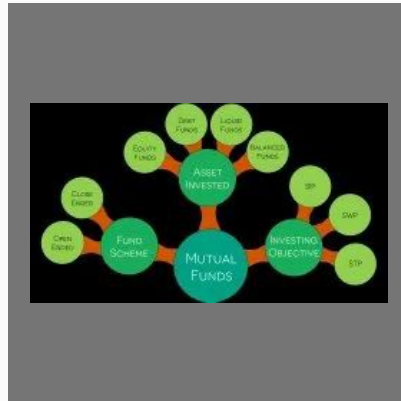 DEBT
FUNDS
LIQUID
FUNDS
EQUITY
FUNDS
BALANCED
FUNDS
ASSET
INVESTED
CLOSE
ENDED
OPEN
ENDED
FUND
SCHEME
MUTUAL
FUNDS
INVESTING
OBJECTIVE
SIP
SWP
STP